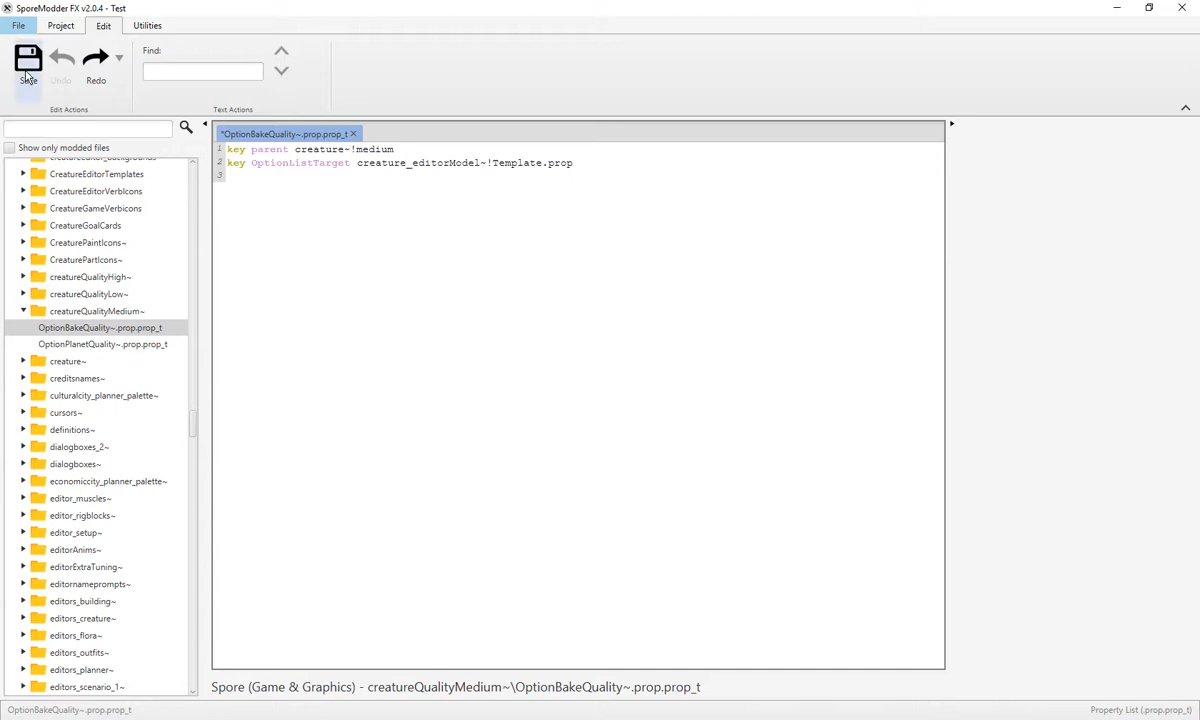 SporeModder FX v2.0.4 - Test
File Project Edit Utilities
Save Undo Redo
Find:
Edit Actions Text Actions
Show only modded files
*OptionBakeQuality~.prop.prop_t
1 key parent creature~!medium
2 key OptionListTarget creature_editorModel~!Template.prop
3
CreatureEditorTemplates
CreatureEditorVerbIcons
CreatureGameVerbicons
CreatureGoalCards
CreaturePaintIcons~
CreaturePartIcons~
creatureQualityHigh~
creatureQualityLow~
creatureQualityMedium~
OptionBakeQuality~.prop.prop_t
OptionPlanetQuality~.prop.prop_t
creature~
creditsnames~
culturalcity_planner_palette~
cursors~
definitions~
dialogboxes_2~
dialogboxes~
economiccity_planner_palette~
editor_muscles~
editor_rigblocks~
editor_setup~
editorAnims~
editorExtraTuning~
editornameprompts~
editors_building~
editors_creature~
editors_flora~
editors_outfits~
editors_planner~
editors_scenario_1~
Spore (Game & Graphics) - creatureQualityMedium~\OptionBakeQuality~.prop.prop_t
OptionBakeQuality~.prop.prop_t
Property List (.prop.prop_t)